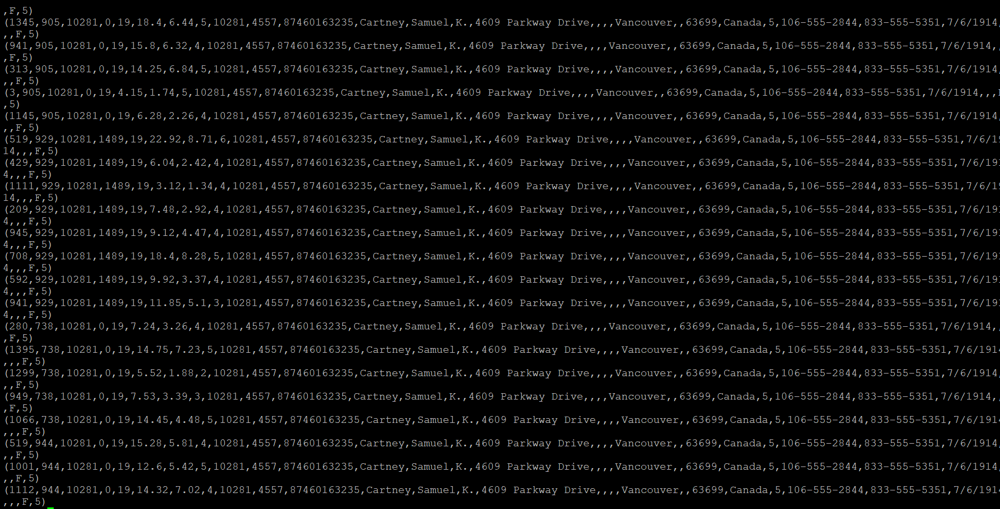 ,F,5)
(1345,905,10281,0,19,18.4,6.44,5,10281,4557,87460163235,Cartney,Samuel,K.,4609 Parkway Drive,,,,Vancouver,,63699,Canada,5,106-555-2844,833-555-5351,7/6/1914,
,,F,5)
(941,905,10281,0,19,15.8,6.32,4,10281,4557,87460163235,Cartney,Samuel,K.,4609 Parkway Drive,,,,Vancouver,,63699,Canada,5,106-555-2844,833-555-5351,7/6/1914,,
,F,5)
(313,905,10281,0,19,14.25,6.84,5,10281,4557,87460163235,Cartney,Samuel,K.,4609 Parkway Drive,,,,Vancouver,,63699,Canada,5,106-555-2844,833-555-5351,7/6/1914,
,,F,5)
(3,905,10281,0,19,4.15,1.74,5,10281,4557,87460163235,Cartney,Samuel,K.,4609 Parkway Drive,,,,Vancouver,,63699,Canada,5,106-555-2844,833-555-5351,7/6/1914,,,F
,5)
(1145,905,10281,0,19,6.28,2.26,4,10281,4557,87460163235,Cartney,Samuel,K.,4609 Parkway Drive,,,,Vancouver,,63699,Canada,5,106-555-2844,833-555-5351,7/6/1914,
,,F,5)
(519,929,10281,1489,19,22.92,8.71,6,10281,4557,87460163235,Cartney,Samuel,K.,4609 Parkway Drive,,,,Vancouver,,63699,Canada,5,106-555-2844,833-555-5351,7/6/19
14,,,F,5)
(429,929,10281,1489,19,6.04,2.42,4,10281,4557,87460163235,Cartney,Samuel,K.,4609 Parkway Drive,,,,Vancouver,,63699,Canada,5,106-555-2844,833-555-5351,7/6/191
4,,,F,5)
(1111,929,10281,1489,19,3.12,1.34,4,10281,4557,87460163235,Cartney,Samuel,K.,4609 Parkway Drive,,,,Vancouver,,63699,Canada,5,106-555-2844,833-555-5351,7/6/19
14,,,F,5)
(209,929,10281,1489,19,7.48,2.92,4,10281,4557,87460163235,Cartney,Samuel,K.,4609 Parkway Drive,,,,Vancouver,,63699,Canada,5,106-555-2844,833-555-5351,7/6/191
4,,,F,5)
(945,929,10281,1489,19,9.12,4.47,4,10281,4557,87460163235,Cartney,Samuel,K.,4609 Parkway Drive,,,,Vancouver,,63699,Canada,5,106-555-2844,833-555-5351,7/6/191
4,,,F,5)
(708,929,10281,1489,19,18.4,8.28,5,10281,4557,87460163235,Cartney,Samuel,K.,4609 Parkway Drive,,,,Vancouver,,63699,Canada,5,106-555-2844,833-555-5351,7/6/191
4,,,F,5)
(592,929,10281,1489,19,9.92,3.37,4,10281,4557,87460163235,Cartney,Samuel,K.,4609 Parkway Drive,,,,Vancouver,,63699,Canada,5,106-555-2844,833-555-5351,7/6/191
4,,,F,5)
(941,929,10281,1489,19,11.85,5.1,3,10281,4557,87460163235,Cartney,Samuel,K.,4609 Parkway Drive,,,,Vancouver,,63699,Canada,5,106-555-2844,833-555-5351,7/6/191
4,,,F,5)
(280,738,10281,0,19,7.24,3.26,4,10281,4557,87460163235,Cartney,Samuel,K.,4609 Parkway Drive,,,,Vancouver,,63699,Canada,5,106-555-2844,833-555-5351,7/6/1914,,
,F,5)
(1395,738,10281,0,19,14.75,7.23,5,10281,4557,87460163235,Cartney,Samuel,K.,4609 Parkway Drive,,,,Vancouver,,63699,Canada,5,106-555-2844,833-555-5351,7/6/1914
,,,F,5)
(1299,738,10281,0,19,5.52,1.88,2,10281,4557,87460163235,Cartney,Samuel,K.,4609 Parkway Drive,,,,Vancouver,,63699,Canada,5,106-555-2844,833-555-5351,7/6/1914,
,,F,5)
(949,738,10281,0,19,7.53,3.39,3,10281,4557,87460163235,Cartney,Samuel,K.,4609 Parkway Drive,,,,Vancouver,,63699,Canada,5,106-555-2844,833-555-5351,7/6/1914,,
,F,5)
(1066,738,10281,0,19,14.45,4.48,5,10281,4557,87460163235,Cartney,Samuel,K.,4609 Parkway Drive,,,,Vancouver,,63699,Canada,5,106-555-2844,833-555-5351,7/6/1914
,,,F,5)
(519,944,10281,0,19,15.28,5.81,4,10281,4557,87460163235,Cartney,Samuel,K.,4609 Parkway Drive,,,,Vancouver,,63699,Canada,5,106-555-2844,833-555-5351,7/6/1914,
,,F,5)
(1001,944,10281,0,19,12.6,5.42,5,10281,4557,87460163235,Cartney,Samuel,K.,4609 Parkway Drive,,,,Vancouver,,63699,Canada,5,106-555-2844,833-555-5351,7/6/1914,
,,F,5)
(1112,944,10281,0,19,14.32,7.02,4,10281,4557,87460163235,Cartney,Samuel,K.,4609 Parkway Drive,,,,Vancouver,,63699,Canada,5,106-555-2844,833-555-5351,7/6/1914
,,,F,5)